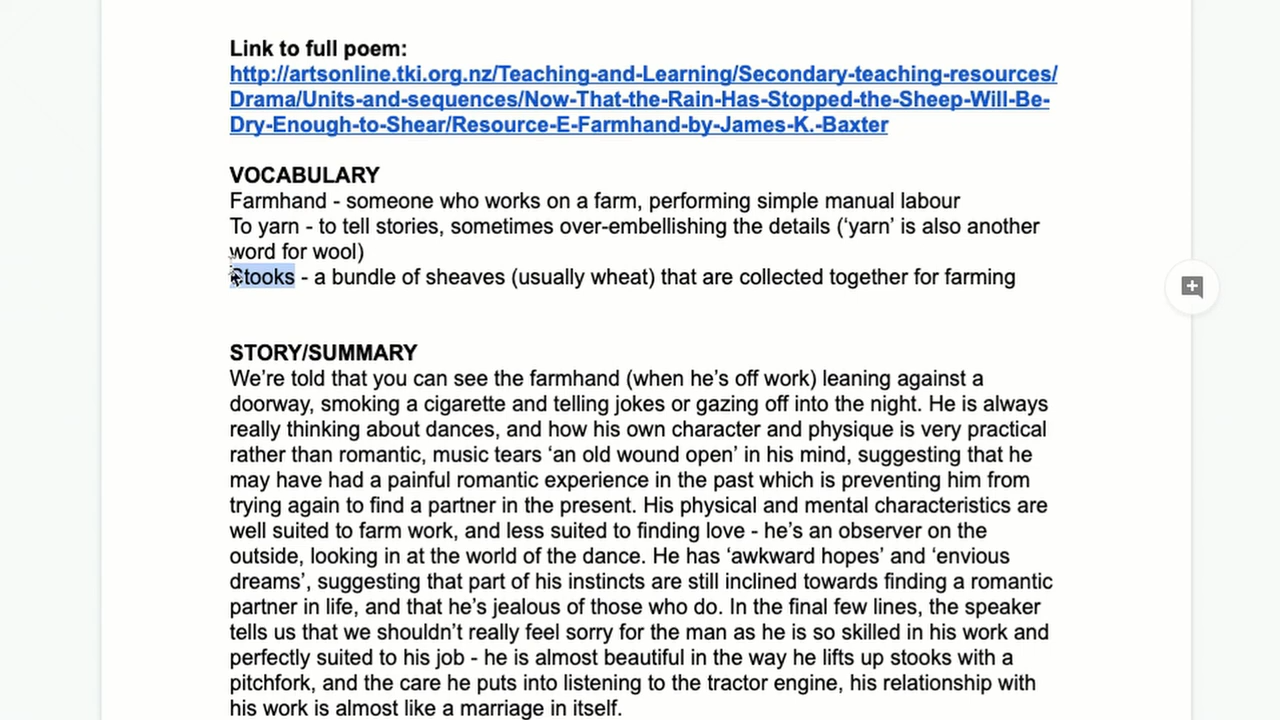 Link to full poem:
http://artsonline.tki.org.nz/Teaching-and-Learning/Secondary-teaching-resources/
Drama/Units-and-sequences/Now-That-the-Rain-Has-Stopped-the-Sheep-Will-Be-
Dry-Enough-to-Shear/Resource-E-Farmhand-by-James-K.-Baxter
VOCABULARY
Farmhand - someone who works on a farm, performing simple manual labour
To yarn - to tell stories, sometimes over-embellishing the details (‘yarn’ is also another
word for wool)
Stooks - a bundle of sheaves (usually wheat) that are collected together for farming
STORY/SUMMARY
We’re told that you can see the farmhand (when he’s off work) leaning against a
doorway, smoking a cigarette and telling jokes or gazing off into the night. He is always
really thinking about dances, and how his own character and physique is very practical
rather than romantic, music tears ‘an old wound open’ in his mind, suggesting that he
may have had a painful romantic experience in the past which is preventing him from
trying again to find a partner in the present. His physical and mental characteristics are
well suited to farm work, and less suited to finding love - he’s an observer on the
outside, looking in at the world of the dance. He has ‘awkward hopes’ and ‘envious
dreams’, suggesting that part of his instincts are still inclined towards finding a romantic
partner in life, and that he’s jealous of those who do. In the final few lines, the speaker
tells us that we shouldn’t really feel sorry for the man as he is so skilled in his work and
perfectly suited to his job - he is almost beautiful in the way he lifts up stooks with a
pitchfork, and the care he puts into listening to the tractor engine, his relationship with
his work is almost like a marriage in itself.